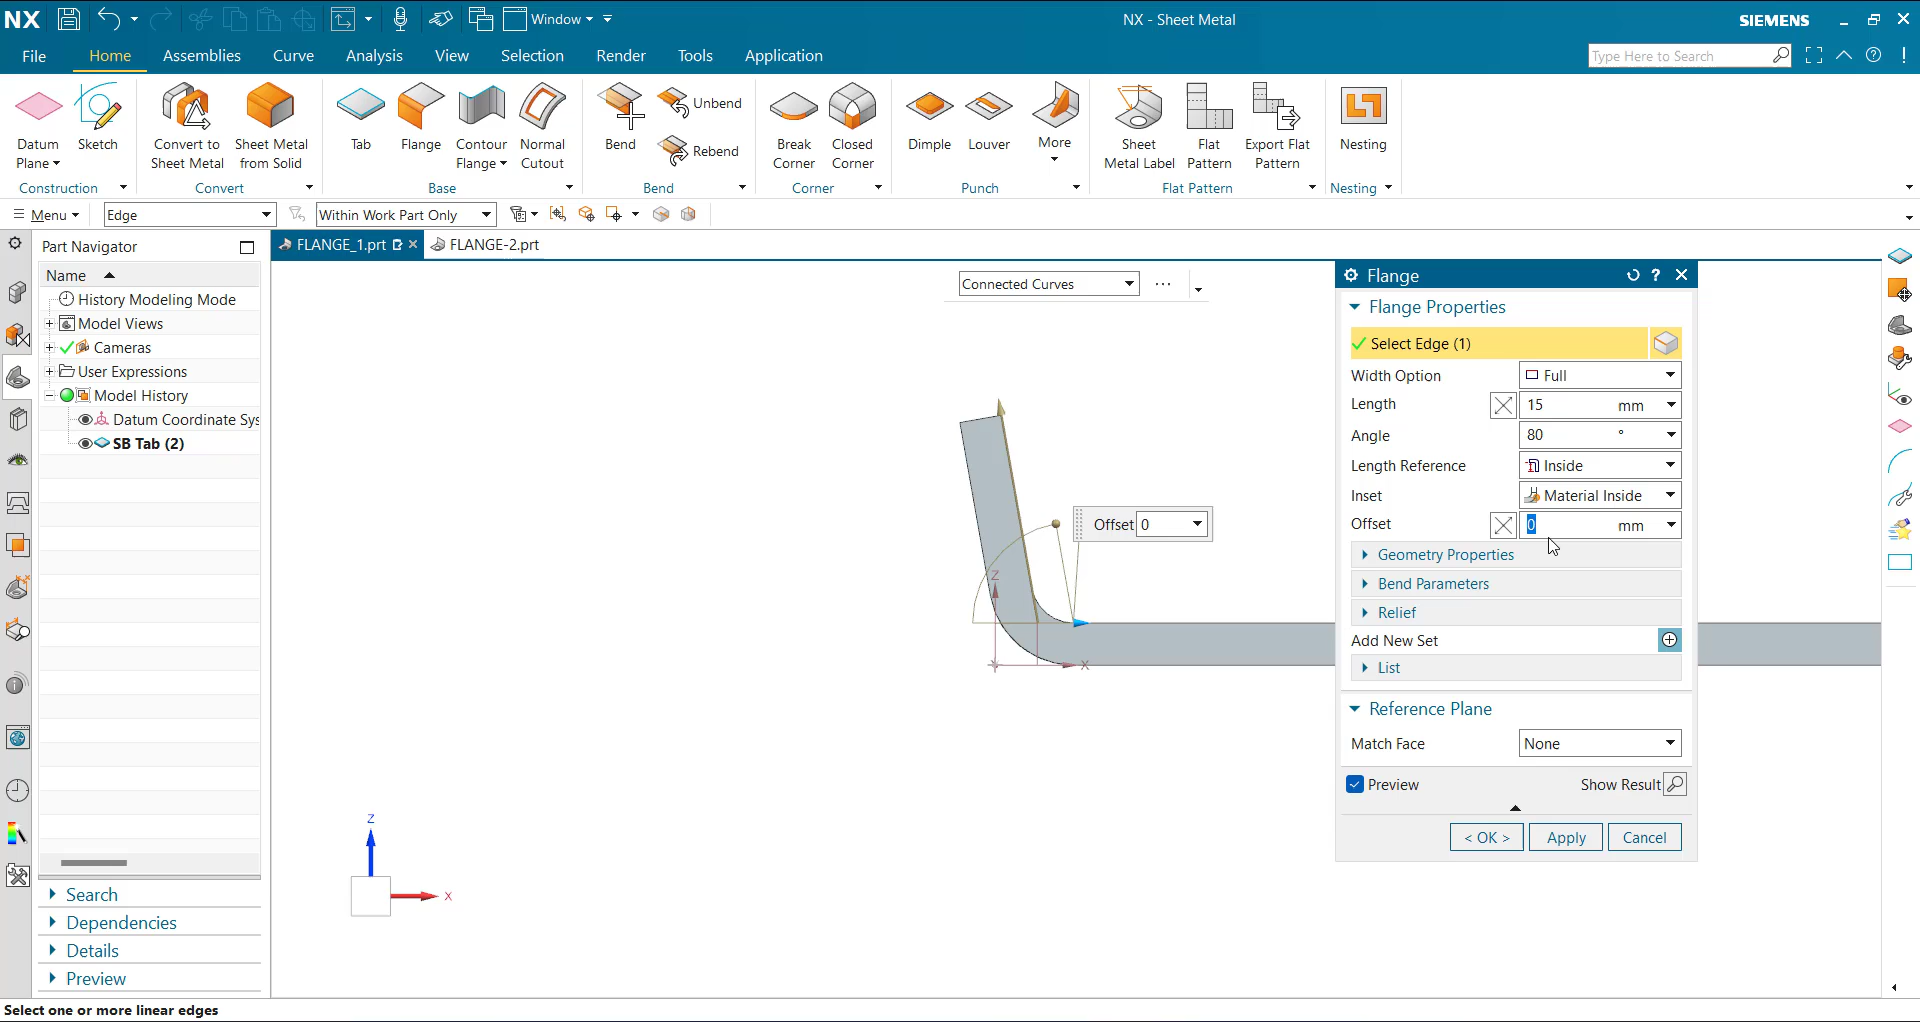 NX
Window
NX - Sheet Metal
SIEMENS
File
Home
Assemblies
Curve
Analysis
View
Selection
Render
Tools
Application
Type Here to Search
Datum
Plane
Sketch
Convert to
Sheet Metal
Sheet Metal
from Solid
Tab
Flange
Contour
Flange
Normal
Cutout
Bend
Unbend
Rebend
Break
Corner
Closed
Corner
Dimple
Louver
More
Sheet
Metal Label
Flat
Pattern
Export Flat
Pattern
Nesting
Construction
Convert
Base
Bend
Corner
Punch
Flat Pattern
Nesting
Menu
Edge
Within Work Part Only
Part Navigator
FLANGE_1.prt
FLANGE-2.prt
Name
History Modeling Mode
Model Views
Cameras
User Expressions
Model History
Datum Coordinate Sys
SB Tab (2)
Connected Curves
Offset 0
Z
X
Z
X
Flange
Flange Properties
Select Edge (1)
Width Option Full
Length 15 mm
Angle 80 °
Length Reference Inside
Inset Material Inside
Offset 0 mm
Geometry Properties
Bend Parameters
Relief
Add New Set
List
Reference Plane
Match Face None
Preview Show Result
< OK > Apply Cancel
Search
Dependencies
Details
Preview
Select one or more linear edges